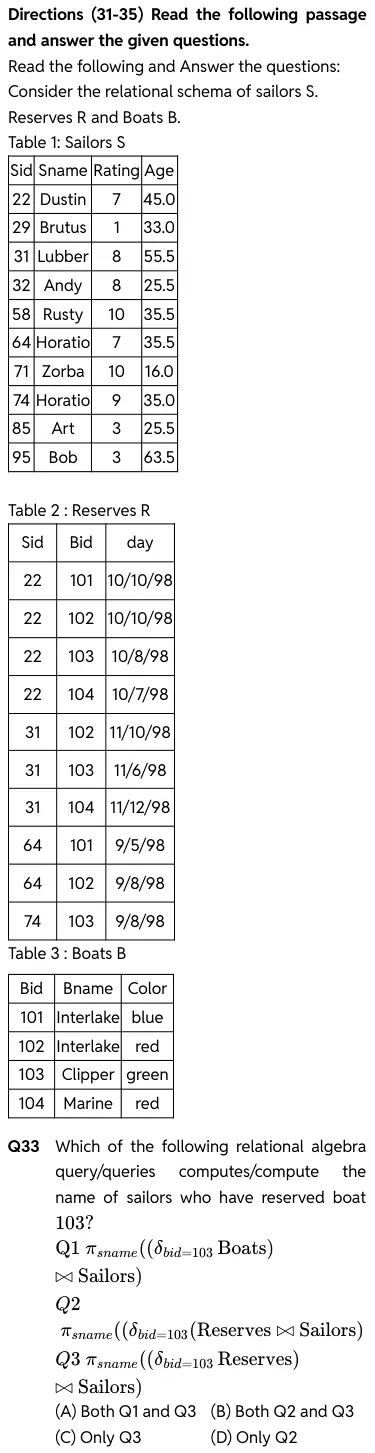 Directions (31-35) Read the following passage
and answer the given questions.
Read the following and Answer the questions:
Consider the relational schema of sailors S.
Reserves R and Boats B.
Table 1: Sailors S
Sid Sname Rating Age
22 Dustin 7 45.0
29 Brutus 1 33.0
31 Lubber 8 55.5
32 Andy 8 25.5
58 Rusty 10 35.5
64 Horatio 7 35.5
71 Zorba 10 16.0
74 Horatio 9 35.0
85 Art 3 25.5
95 Bob 3 63.5
Table 2 : Reserves R
Sid Bid day
22 101 10/10/98
22 102 10/10/98
22 103 10/8/98
22 104 10/7/98
31 102 11/10/98
31 103 11/6/98
31 104 11/12/98
64 101 9/5/98
64 102 9/8/98
74 103 9/8/98
Table 3 : Boats B
Bid Bname Color
101 Interlake blue
102 Interlake red
103 Clipper green
104 Marine red
Q33 Which of the following relational algebra
query/queries computes/compute the
name of sailors who have reserved boat
103?
Q1 π_sname((δ_bid=103 Boats)
⋈ Sailors)
Q2
π_sname((δ_bid=103(Reserves ⋈ Sailors)
Q3 π_sname((δ_bid=103 Reserves)
⋈ Sailors)
(A) Both Q1 and Q3 (B) Both Q2 and Q3
(C) Only Q3 (D) Only Q2